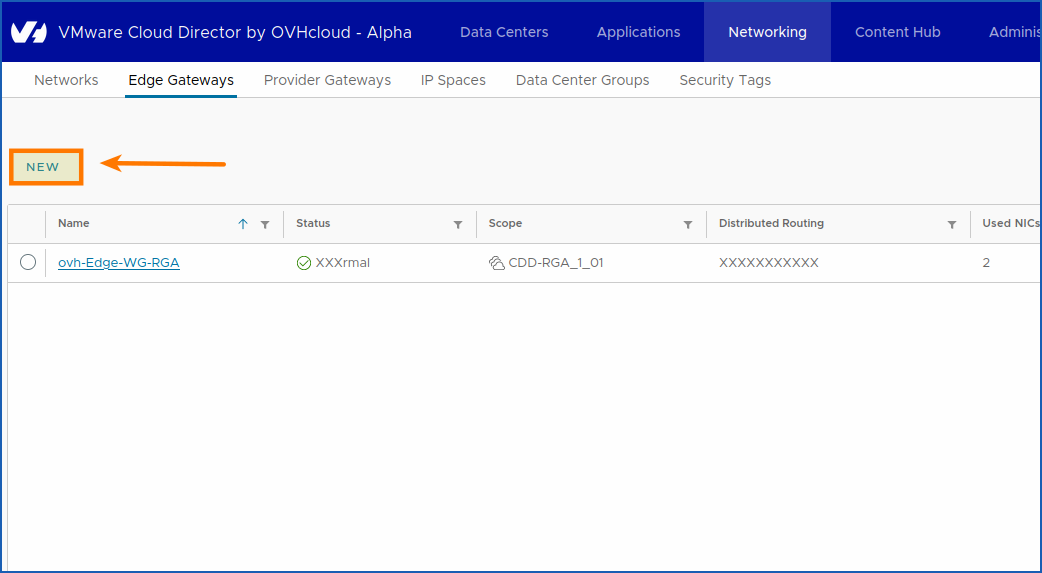 VMware Cloud Director by OVHcloud - Alpha Data Centers Applications Networking Content Hub Adminis
Networks Edge Gateways Provider Gateways IP Spaces Data Center Groups Security Tags
NEW
Name Status Scope Distributed Routing Used NICs
ovh-Edge-WG-RGA XXXrmal CDD-RGA_1_01 XXXXXXXXXXX 2